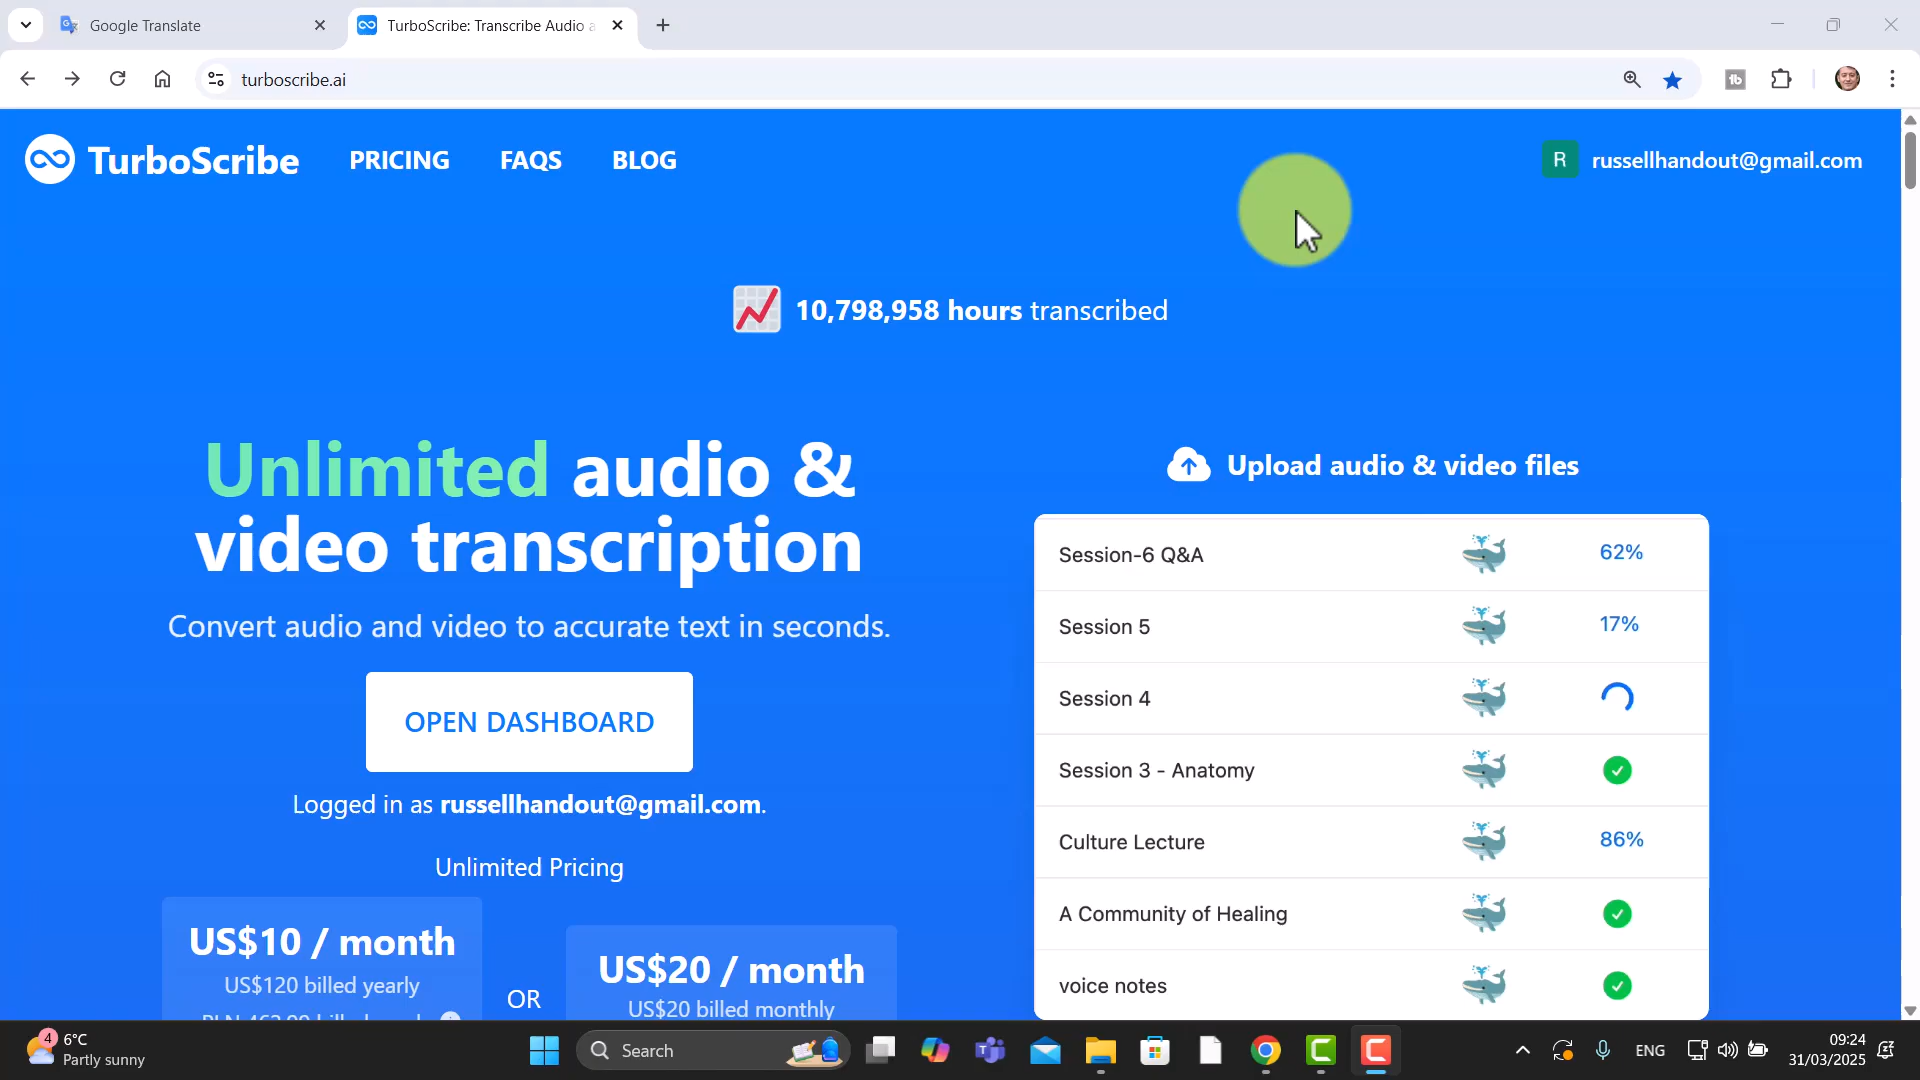 Google Translate
TurboScribe: Transcribe Audio a
turboscribe.ai
TurboScribe
PRICING
FAQS
BLOG
R
russellhandout@gmail.com
10,798,958 hours transcribed
Unlimited audio &
video transcription
Convert audio and video to accurate text in seconds.
OPEN DASHBOARD
Logged in as russellhandout@gmail.com.
Unlimited Pricing
US$10 / month
US$120 billed yearly
OR
US$20 / month
US$20 billed monthly
Upload audio & video files
Session-6 Q&A 62%
Session 5 17%
Session 4
Session 3 - Anatomy
Culture Lecture 86%
A Community of Healing
voice notes
4
6°C
Partly sunny
Search
ENG
09:24
31/03/2025